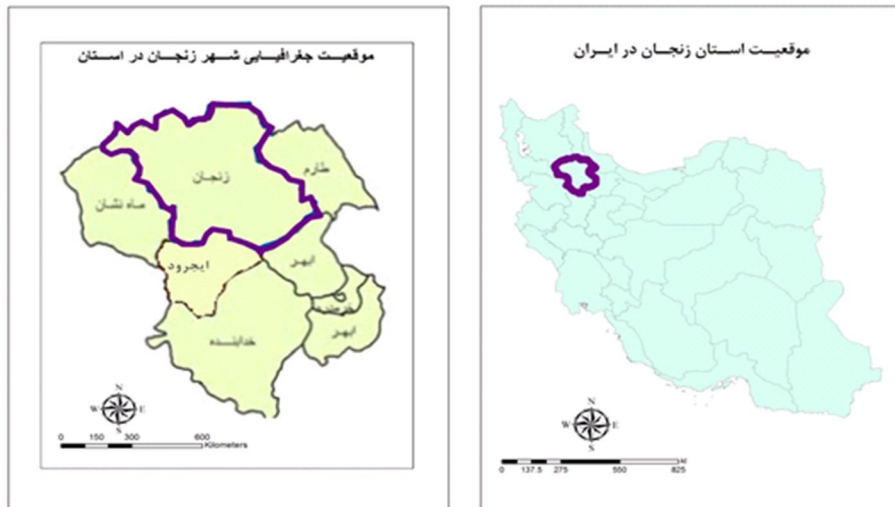 موقعیت جغرافیایی شهر زنجان در استان
زنجان
طارم
ماه نشان
ایجرود
ابهر
ابهر
خدابنده
N
W E
S
0 150 300 600
Kilometers
موقعیت استان زنجان در ایران
N
W E
S
0 137.5 275 550 825